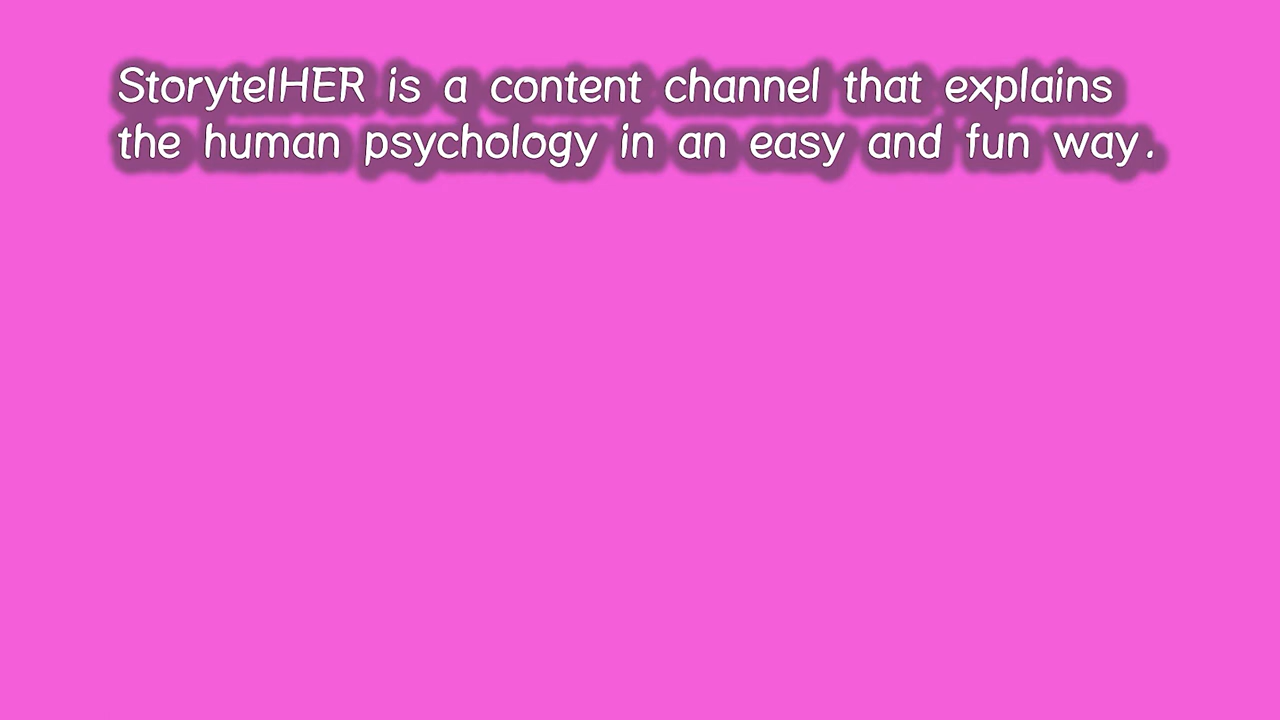 StorytelHER is a content channel that explains
the human psychology in an easy and fun way.